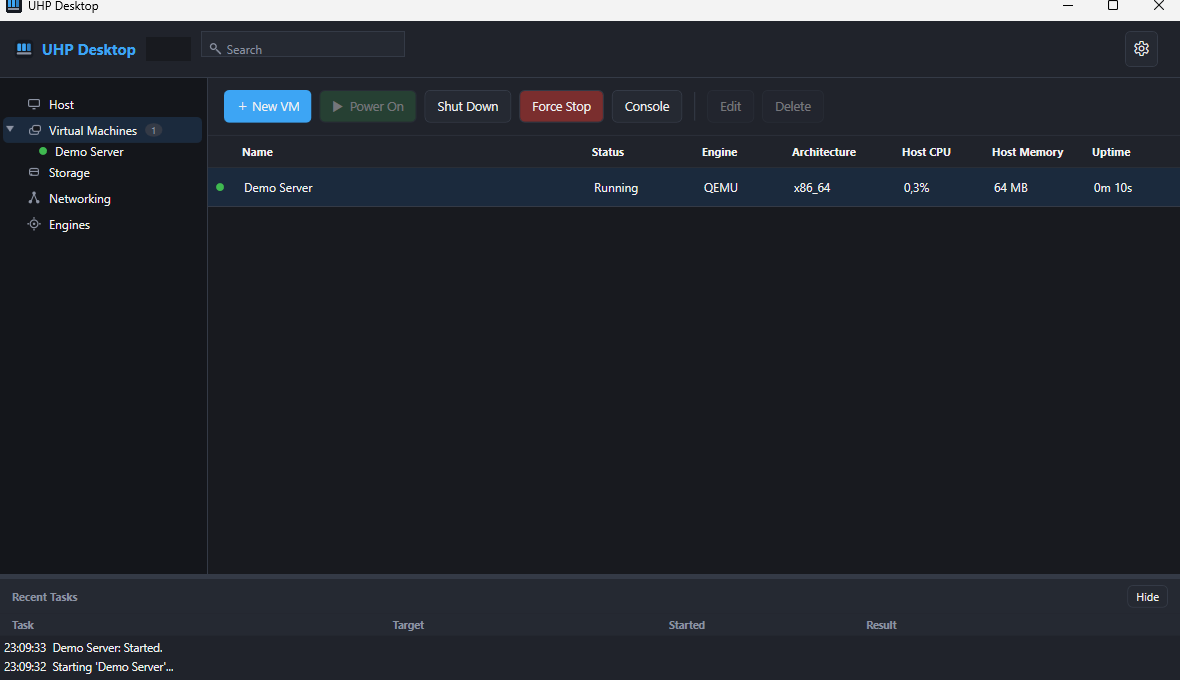 UHP Desktop
UHP Desktop Search
+ New VM Power On Shut Down Force Stop Console Edit Delete
Host
Virtual Machines 1
Demo Server
Storage
Networking
Engines
Name Status Engine Architecture Host CPU Host Memory Uptime
Demo Server Running QEMU x86_64 0,3% 64 MB 0m 10s
Recent Tasks Hide
Task Target Started Result
23:09:33 Demo Server: Started.
23:09:32 Starting 'Demo Server'...